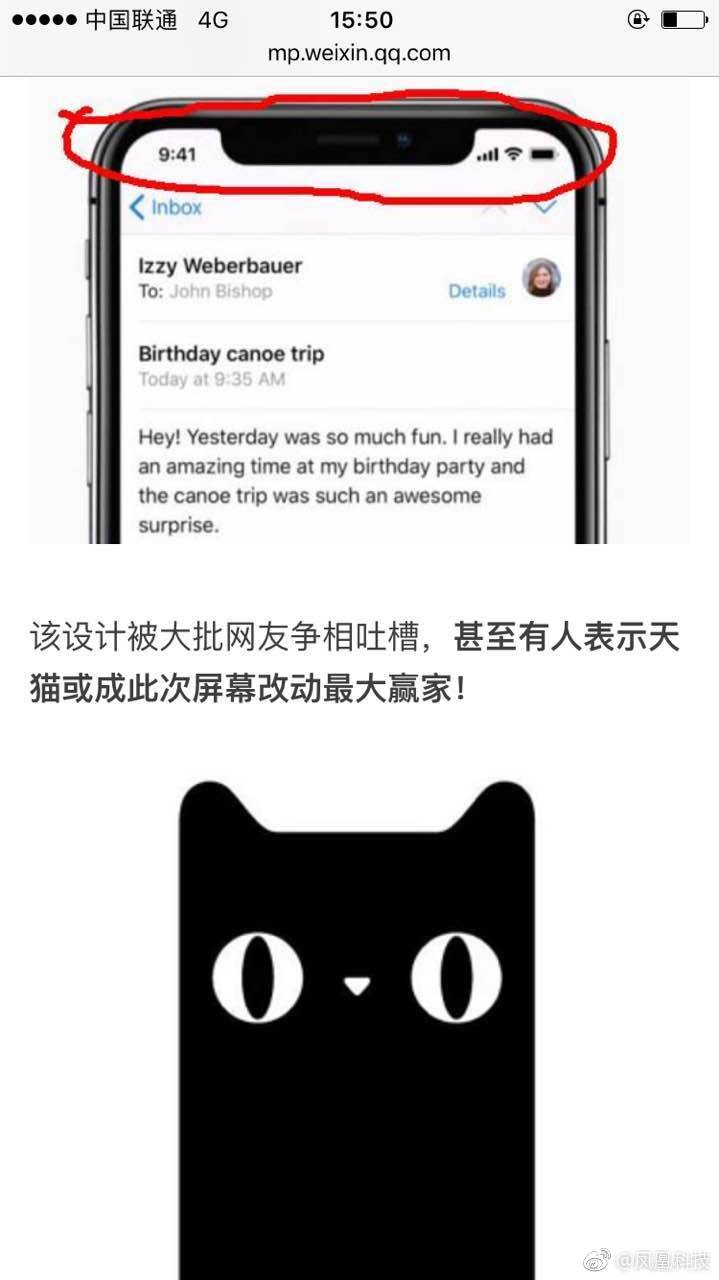 中国联通 4G 15:50
mp.weixin.qq.com
9:41
Inbox
Izzy Weberbauer
To: John Bishop Details
Birthday canoe trip
Today at 9:35 AM
Hey! Yesterday was so much fun. I really had
an amazing time at my birthday party and
the canoe trip was such an awesome
surprise.
该设计被大批网友争相吐槽，甚至有人表示天
猫或成此次屏幕改动最大赢家！
@凤凰科技